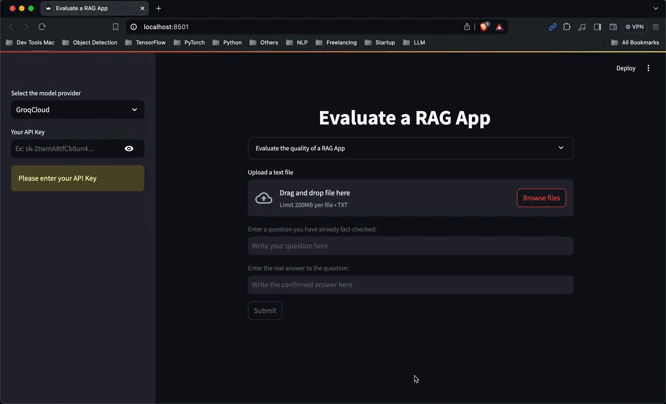 Evaluate a RAG App
localhost:8501
VPN
Dev Tools Mac
Object Detection
TensorFlow
PyTorch
Python
Others
NLP
Freelancing
Startup
LLM
All Bookmarks
Deploy
Select the model provider
GroqCloud
Your API Key
Ex: sk-2twmA8tfCb8un4...
Please enter your API Key
Evaluate a RAG App
Evaluate the quality of a RAG App
Upload a text file
Drag and drop file here
Limit 200MB per file • TXT
Browse files
Enter a question you have already fact-checked:
Write your question here
Enter the real answer to the question:
Write the confirmed answer here
Submit